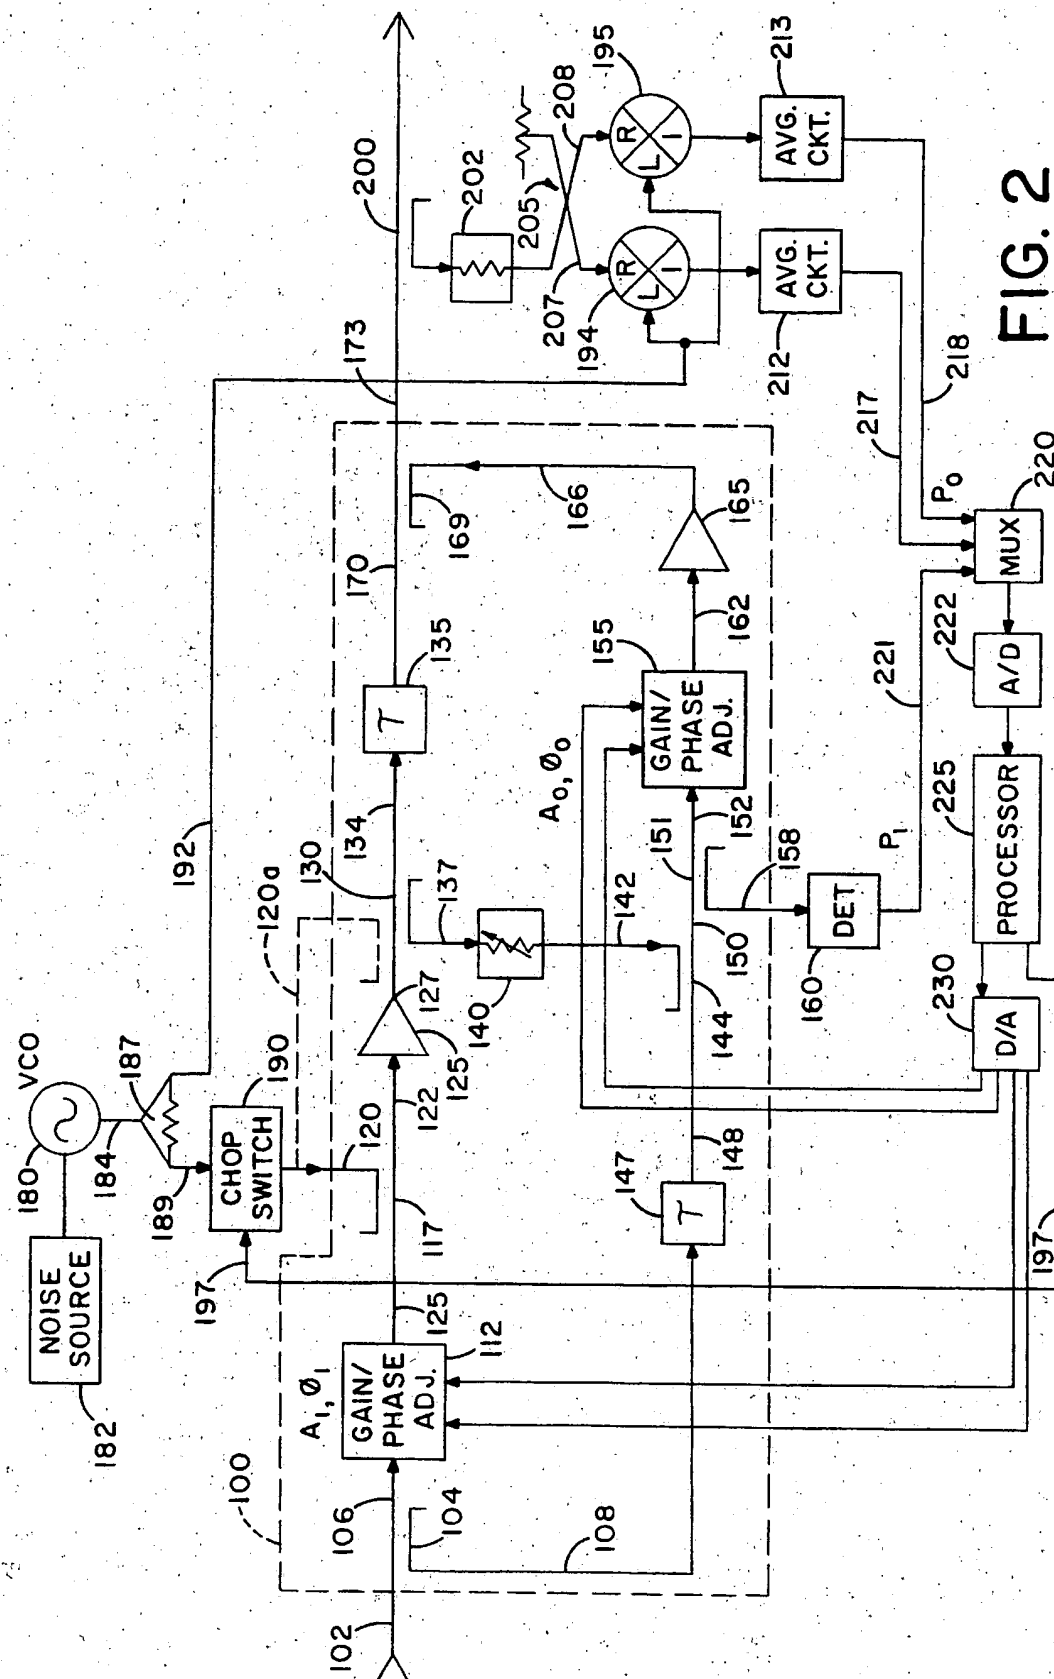 NOISE
SOURCE
182
180
VCO
184
187
189
CHOP
SWITCH
190
197
192
120a
120
100
102
104
106
108
A₁, Ø₁
GAIN/
PHASE
ADJ.
112
125
117
122
125
127
130
134
τ
135
137
140
142
170
169
166
173
200
202
205
207
208
R
L
I
194
R
L
I
195
AVG.
CKT.
212
AVG.
CKT.
213
τ
147
148
144
150
151
152
158
A₀, Ø₀
GAIN/
PHASE
ADJ.
155
162
165
DET
160
P₁
221
217
218
P₀
MUX
220
A/D
222
PROCESSOR
225
D/A
230
197
FIG. 2